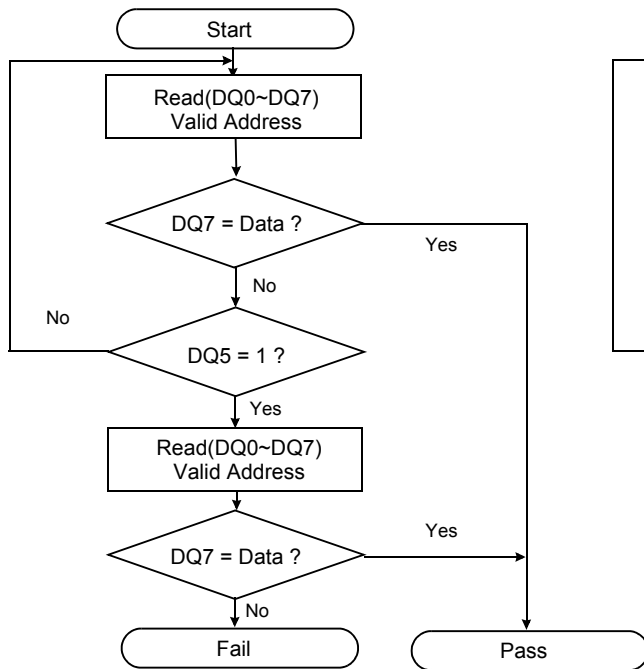 Start
Read(DQ0~DQ7)
Valid Address
DQ7 = Data ?
Yes
No
No
DQ5 = 1 ?
Yes
Read(DQ0~DQ7)
Valid Address
Yes
DQ7 = Data ?
No
Fail
Pass